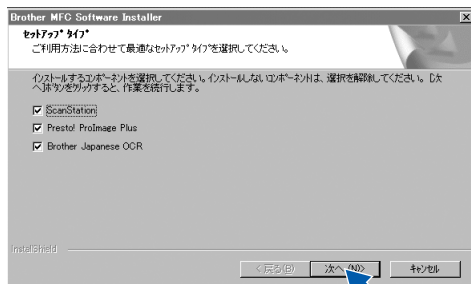 Brother MFC Software Installer
ｾｯﾄｱｯﾌﾟ ﾀｲﾌﾟ
ご利用方法に合わせて最適なｾｯﾄｱｯﾌﾟﾀｲﾌﾟを選択してください。
ｲﾝｽﾄｰﾙするｺﾝﾎﾟｰﾈﾝﾄを選択してください。ｲﾝｽﾄｰﾙしないｺﾝﾎﾟｰﾈﾝﾄは、選択を解除してください。 [次
へ]ﾎﾞﾀﾝをｸﾘｯｸすると、作業を続行します。
ScanStation
Presto! ProImage Plus
Brother Japanese OCR
InstallShield
< 戻る(B) 次へ (N)> ｷｬﾝｾﾙ